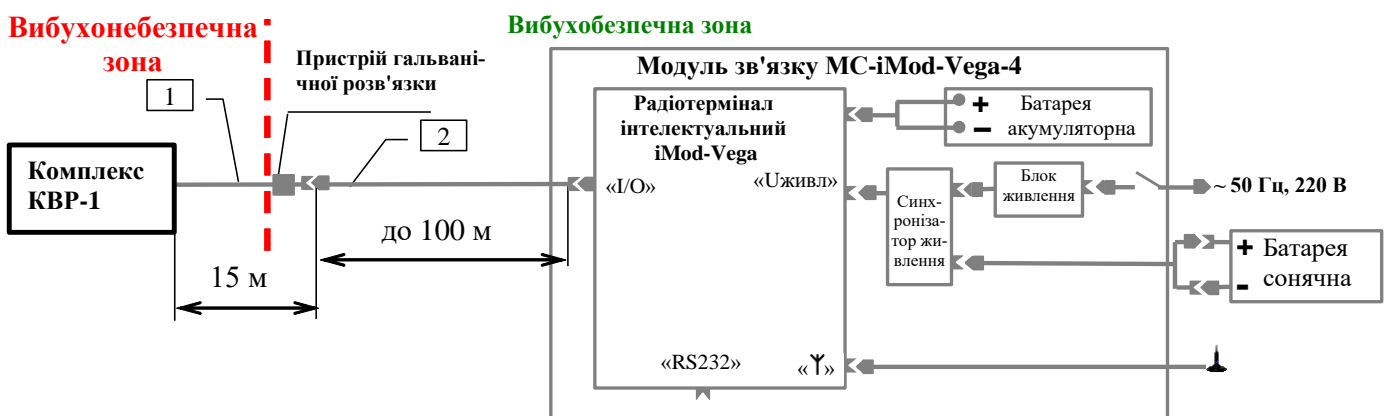 Вибухонебезпечна
зона
Вибухобезпечна зона
Пристрій гальвані-
чної розв'язки
1
2
Комплекс
КВР-1
15 м
до 100 м
Модуль зв'язку МС-iMod-Vega-4
Радіотермінал
інтелектуальний
iMod-Vega
«I/O»
«Uживл»
«RS232»
« »
+ Батарея
– акумуляторна
Синх-
роніза-
тор жи-
влення
Блок
живлення
~ 50 Гц, 220 В
+ Батарея
- сонячна